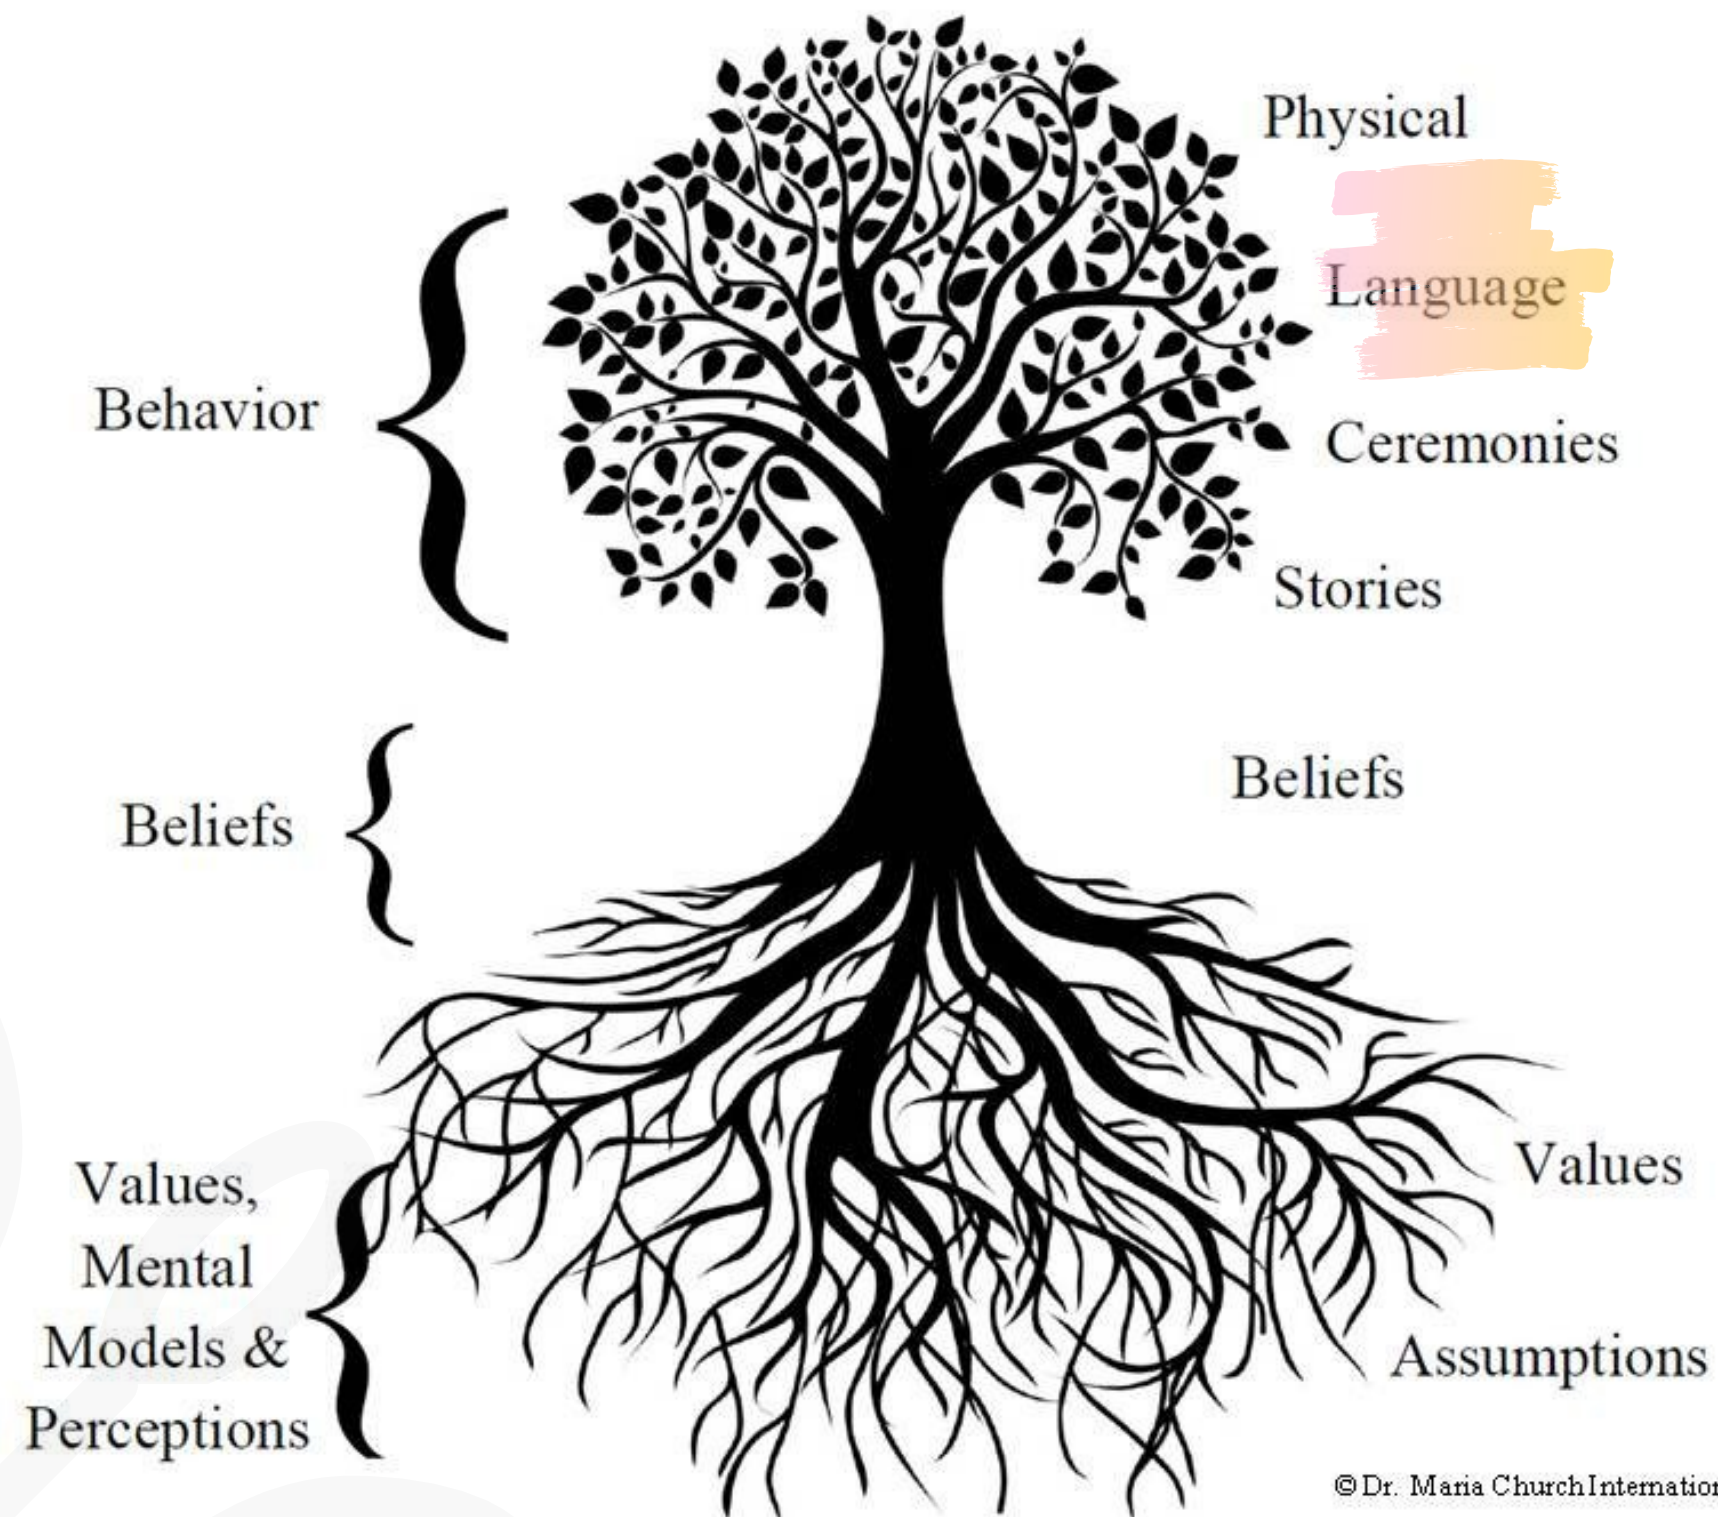 Physical
Language
Behavior
Ceremonies
Stories
Beliefs
Beliefs
Values,
Mental
Models &
Perceptions
Values
Assumptions
© Dr. Maria Church Internation